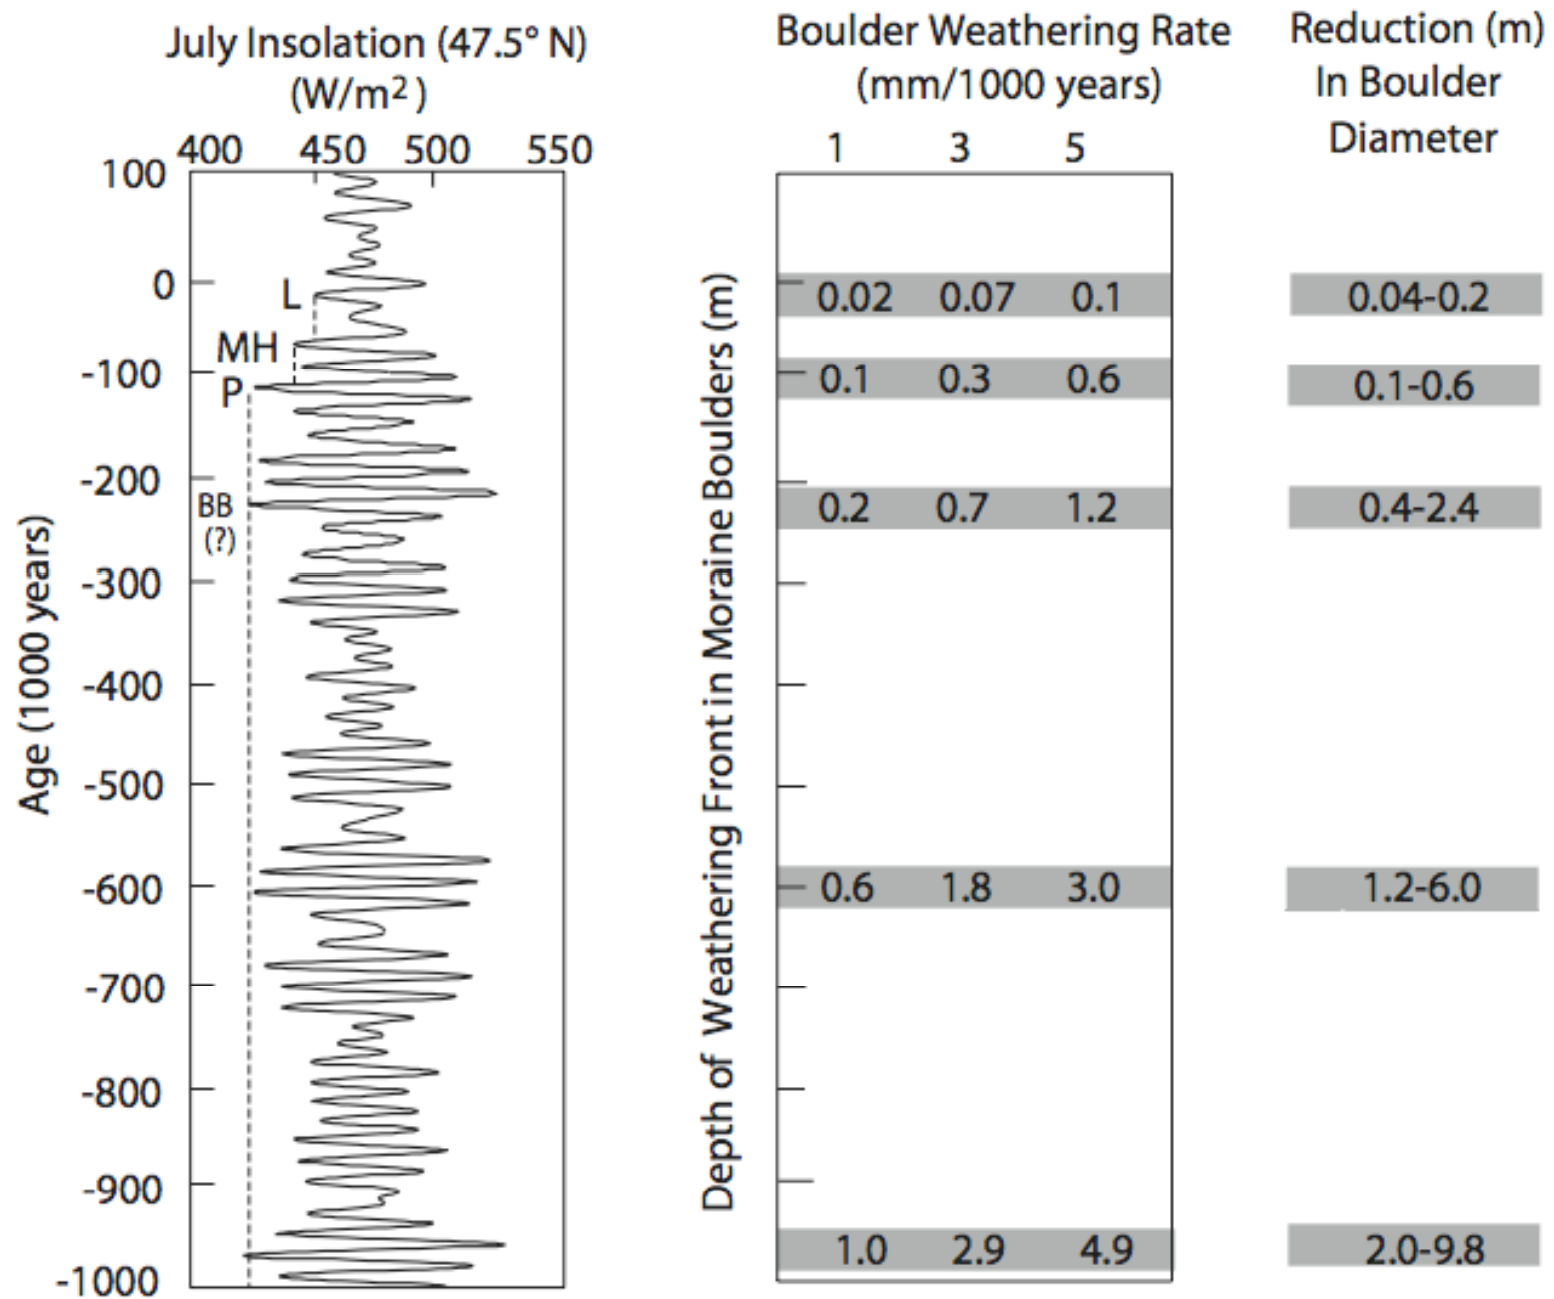 July Insolation (47.5° N)
(W/m2 )
400 450 500 550
Boulder Weathering Rate
(mm/1000 years)
1 3 5
Reduction (m)
In Boulder
Diameter
Age (1000 years)
100
0
-100
-200
-300
-400
-500
-600
-700
-800
-900
-1000
L
MH
P
BB
(?)
Depth of Weathering Front in Moraine Boulders (m)
0.02 0.07 0.1 0.04-0.2
0.1 0.3 0.6 0.1-0.6
0.2 0.7 1.2 0.4-2.4
0.6 1.8 3.0 1.2-6.0
1.0 2.9 4.9 2.0-9.8